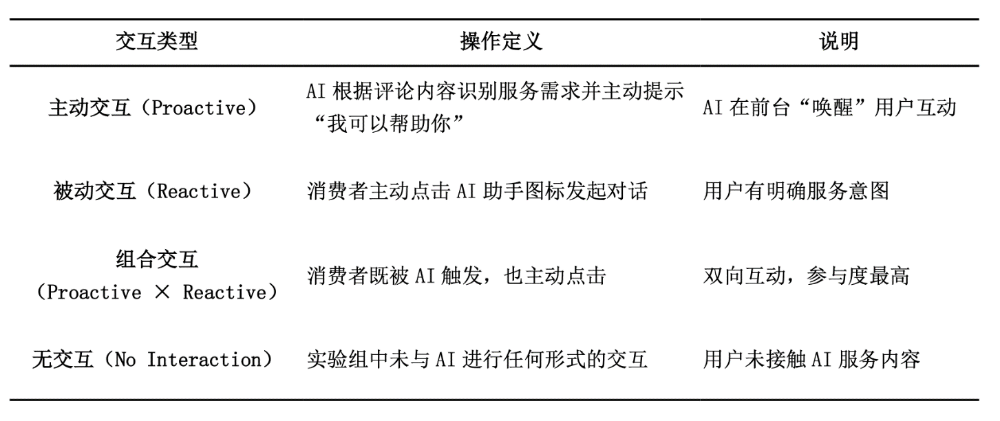 交互类型 操作定义 说明
主动交互（Proactive） AI 根据评论内容识别服务需求并主动提示 AI 在前台“唤醒”用户互动
“我可以帮助你”
被动交互（Reactive） 消费者主动点击 AI 助手图标发起对话 用户有明确服务意图
组合交互
（Proactive × Reactive） 消费者既被 AI 触发，也主动点击 双向互动，参与度最高
无交互（No Interaction） 实验组中未与 AI 进行任何形式的交互 用户未接触 AI 服务内容